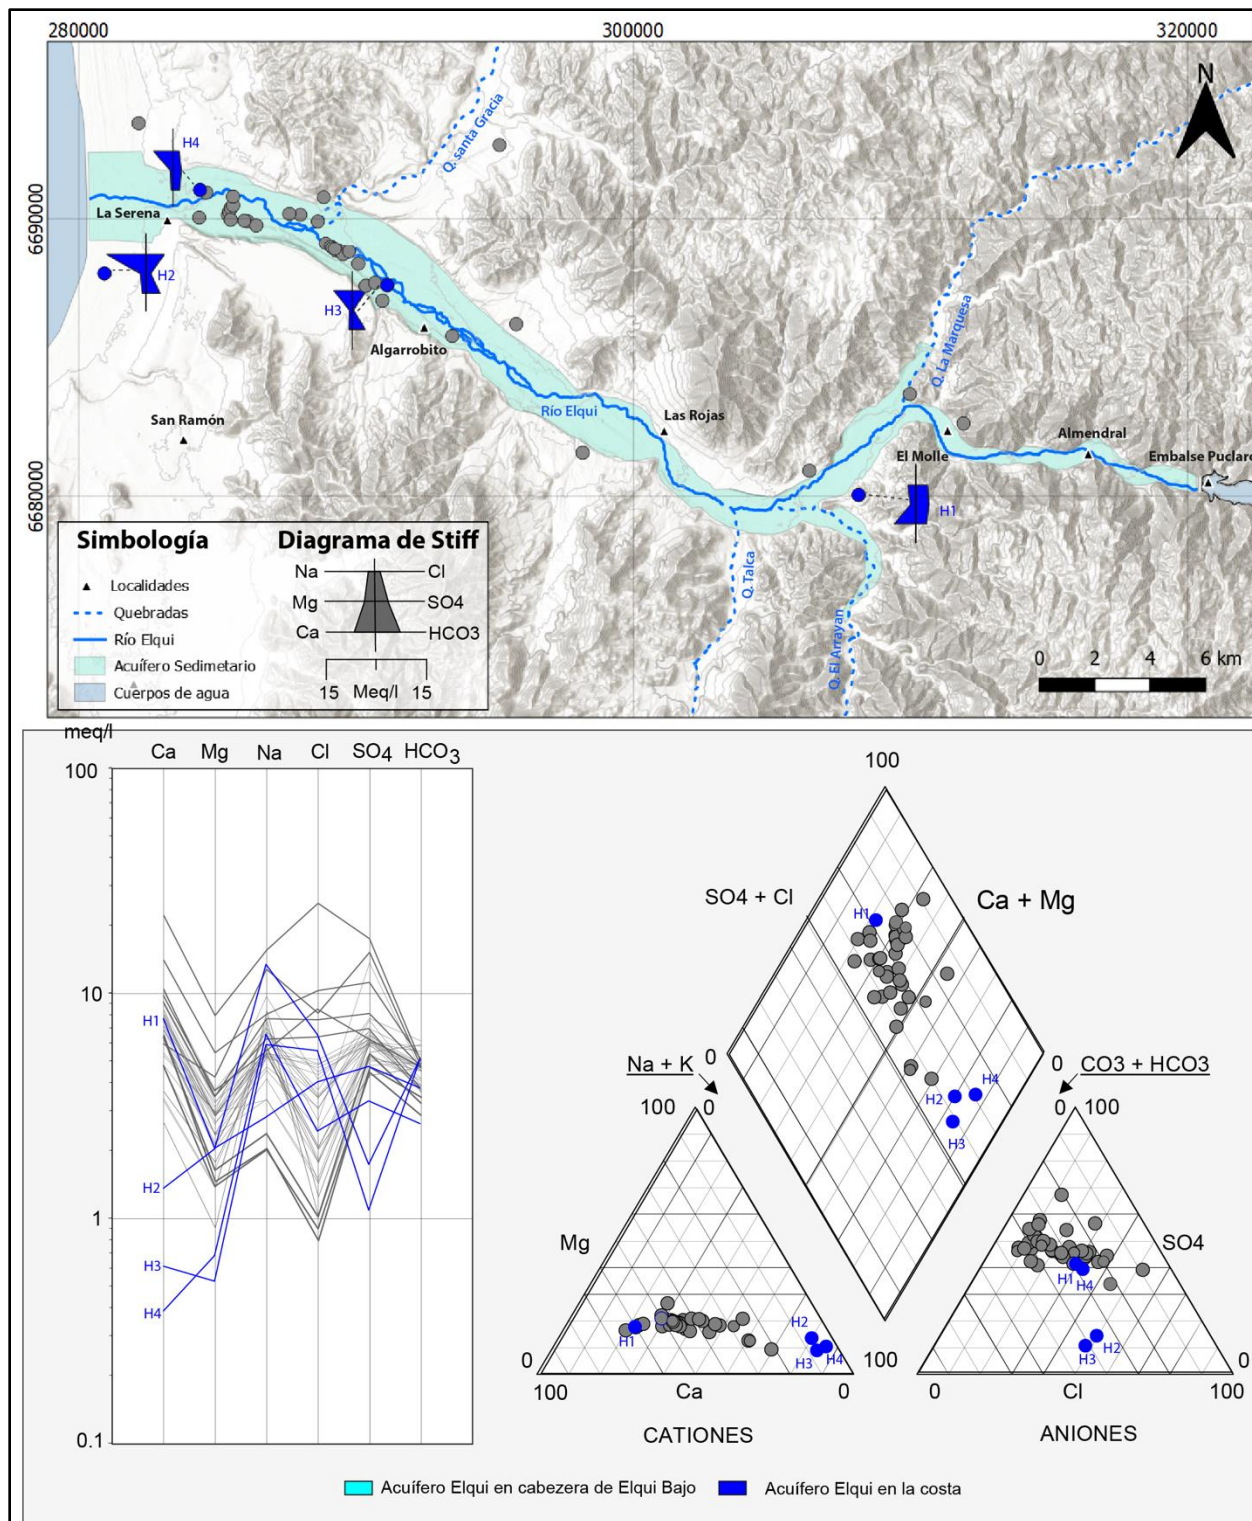 280000
300000
320000
N
Q. santa Gracia
H4
La Serena
6690000
H2
H3
Algarrobito
Q. La Marquesa
San Ramón
Río Elqui
Las Rojas
El Molle
Almendral
Embalse Puclaro
6680000
H1
Q. Talca
Q. El Arrayan
Simbología
Localidades
Quebradas
Río Elqui
Acuífero Sedimetario
Cuerpos de agua
Diagrama de Stiff
Na
Cl
Mg
SO4
Ca
HCO3
15
Meq/l
15
0 2 4 6 km
meq/l
Ca Mg Na Cl SO4 HCO3
100
10
H1
H2
1
H3
H4
0.1
100
SO4 + Cl
Ca + Mg
H1
0
0
H2
H4
H3
100
Na + K
100
0
Mg
H1
H2
H3
H4
0
100
Ca
0
CATIONES
CO3 + HCO3
0
100
SO4
H1
H4
H2
H3
0
0
Cl
100
ANIONES
Acuífero Elqui en cabezera de Elqui Bajo
Acuífero Elqui en la costa